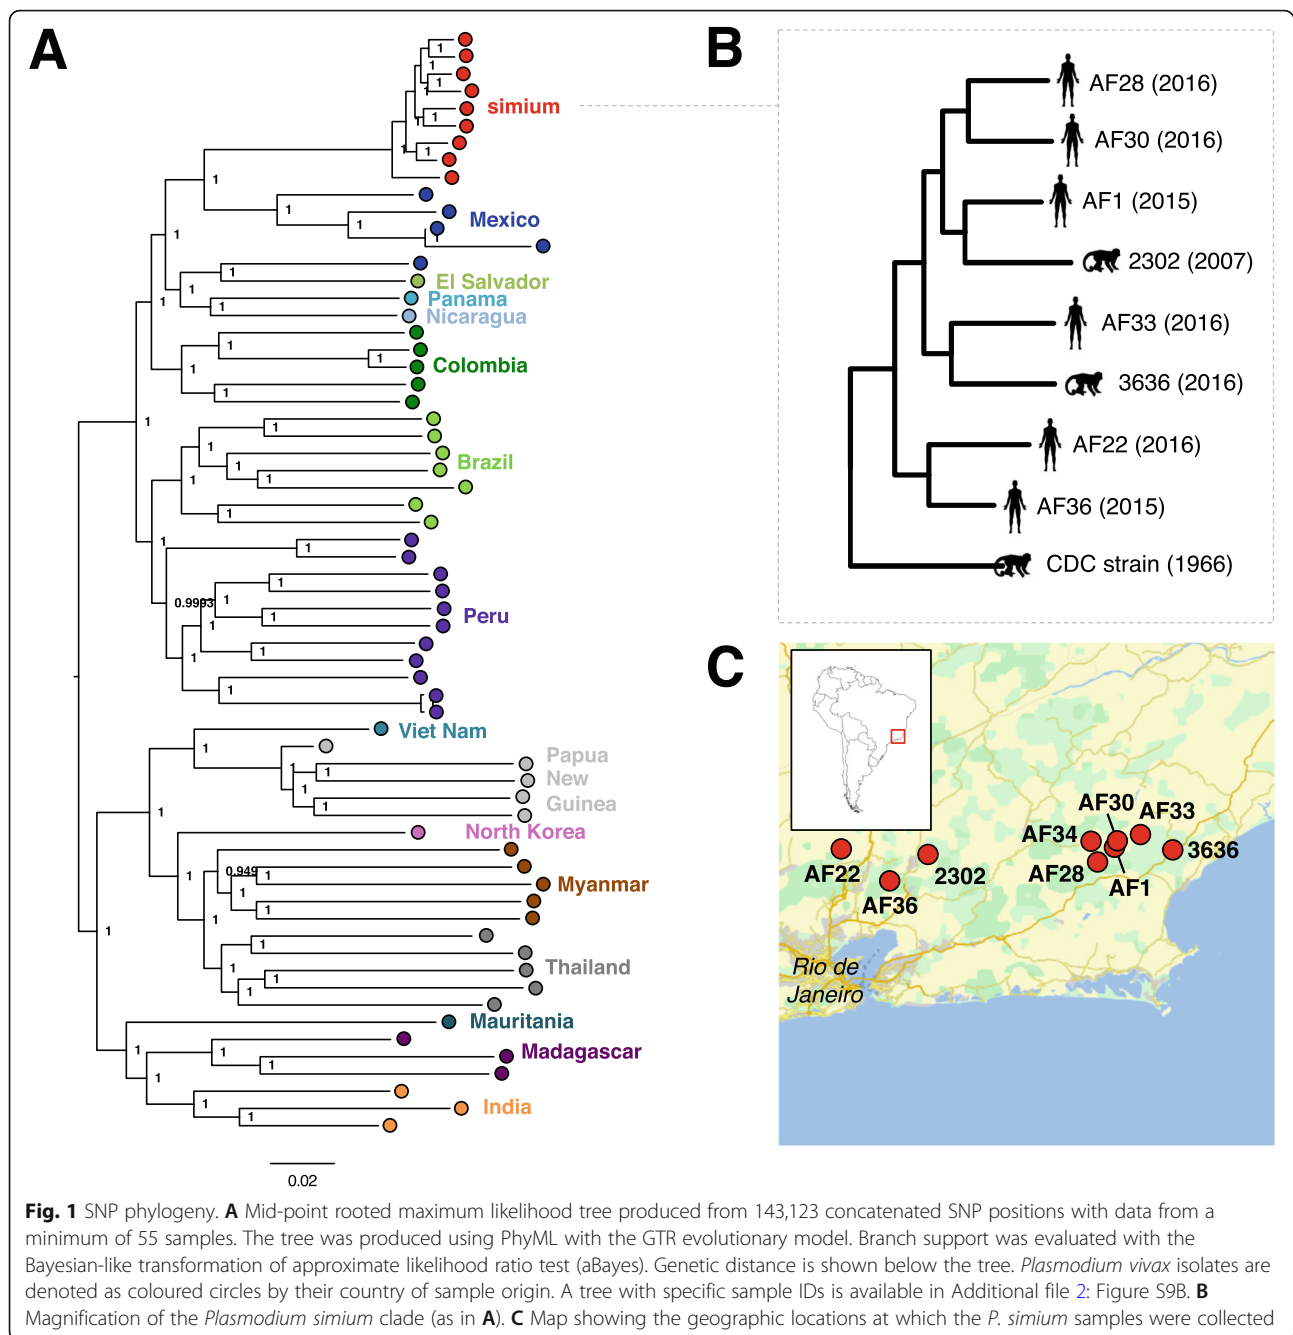 A
1
1
1
1
1
1
simium
1
1
1
Mexico
1
1
1
El Salvador
1
Panama
1
1
Nicaragua
1
1
Colombia
1
1
1
1
1
1
Brazil
1
1
1
1
1
1
0.9993
1
1
1
Peru
1
1
1
Viet Nam
1
Papua
New
Guinea
1
1
1
1
1
North Korea
0.949
1
1
Myanmar
1
1
1
1
1
1
Thailand
1
1
Mauritania
1
1
1
1
Madagascar
1
1
India
0.02
B
AF28 (2016)
AF30 (2016)
AF1 (2015)
2302 (2007)
AF33 (2016)
3636 (2016)
AF22 (2016)
AF36 (2015)
CDC strain (1966)
C
AF30
AF33
AF34
3636
AF22
AF28
AF1
2302
AF36
Rio de
Janeiro
Fig. 1 SNP phylogeny. A Mid-point rooted maximum likelihood tree produced from 143,123 concatenated SNP positions with data from a
minimum of 55 samples. The tree was produced using PhyML with the GTR evolutionary model. Branch support was evaluated with the
Bayesian-like transformation of approximate likelihood ratio test (aBayes). Genetic distance is shown below the tree. Plasmodium vivax isolates are
denoted as coloured circles by their country of sample origin. A tree with specific sample IDs is available in Additional file 2: Figure S9B. B
Magnification of the Plasmodium simium clade (as in A). C Map showing the geographic locations at which the P. simium samples were collected